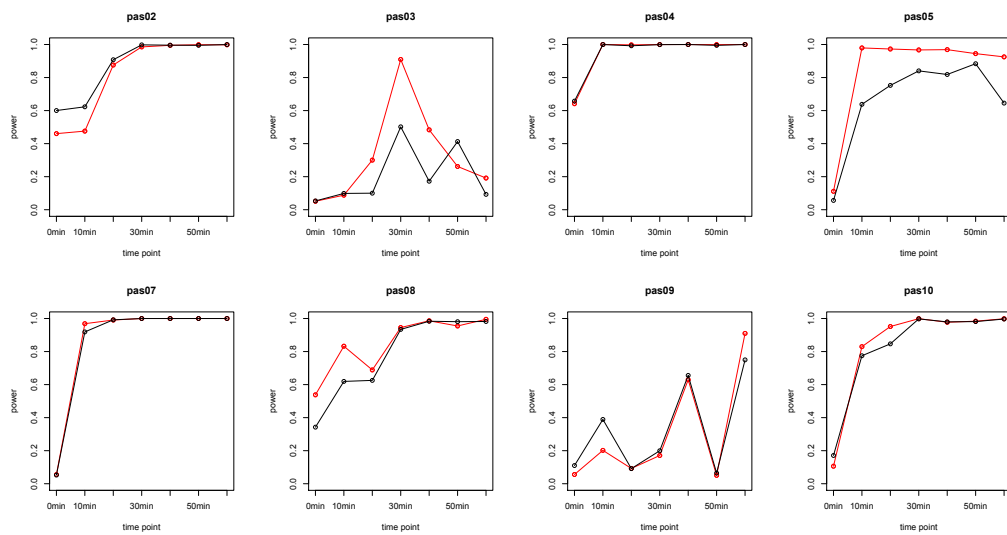 pas02 pas03 pas04 pas05
power 0.0 0.2 0.4 0.6 0.8 1.0 power 0.0 0.2 0.4 0.6 0.8 1.0 power 0.0 0.2 0.4 0.6 0.8 1.0 power 0.0 0.2 0.4 0.6 0.8 1.0
0min 10min 30min 50min 0min 10min 30min 50min 0min 10min 30min 50min 0min 10min 30min 50min
time point time point time point time point
pas07 pas08 pas09 pas10
power 0.0 0.2 0.4 0.6 0.8 1.0 power 0.0 0.2 0.4 0.6 0.8 1.0 power 0.0 0.2 0.4 0.6 0.8 1.0 power 0.0 0.2 0.4 0.6 0.8 1.0
0min 10min 30min 50min 0min 10min 30min 50min 0min 10min 30min 50min 0min 10min 30min 50min
time point time point time point time point